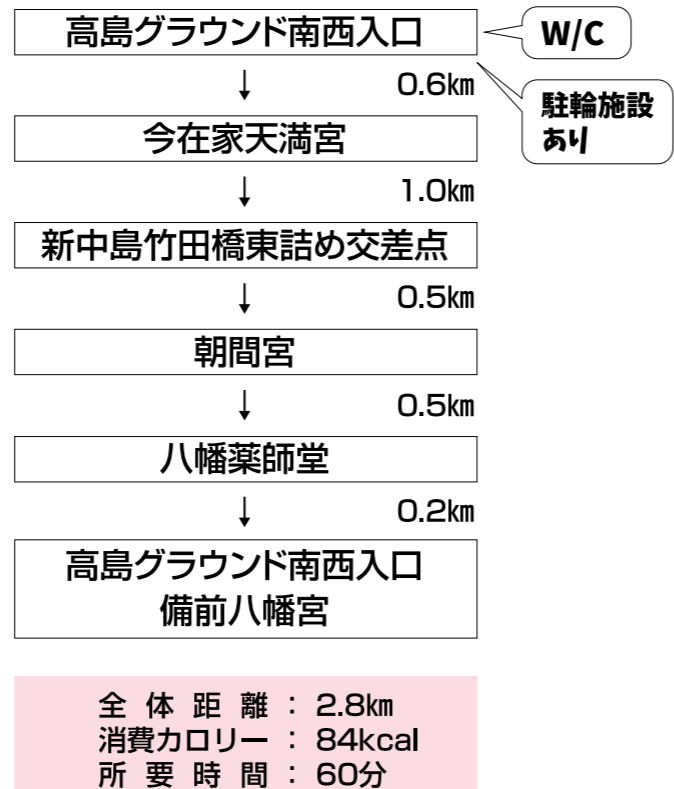 高島グラウンド南西入口
W/C
↓ 0.6㎞
駐輪施設
あり
今在家天満宮
↓ 1.0㎞
新中島竹田橋東詰め交差点
↓ 0.5㎞
朝間宮
↓ 0.5㎞
八幡薬師堂
↓ 0.2㎞
高島グラウンド南西入口
備前八幡宮
全体距離：2.8㎞
消費カロリー：84kcal
所要時間：60分